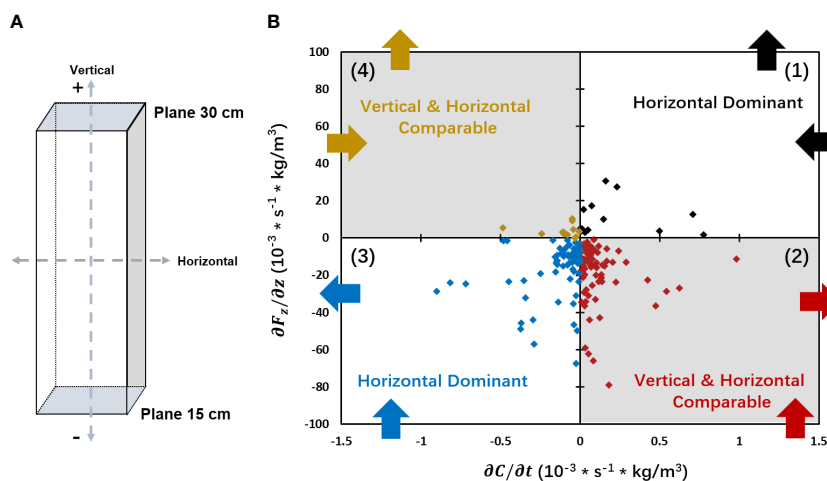 A
Vertical
+
Plane 30 cm
Horizontal
Plane 15 cm
-
B
100
80
60
40
20
0
-20
-40
-60
-80
-100
∂F_z/∂z (10⁻³ * s⁻¹ * kg/m³)
(4)
Vertical & Horizontal
Comparable
(1)
Horizontal Dominant
(3)
Horizontal Dominant
(2)
Vertical & Horizontal
Comparable
-1.5
-1
-0.5
0
0.5
1
1.5
∂C/∂t (10⁻³ * s⁻¹ * kg/m³)